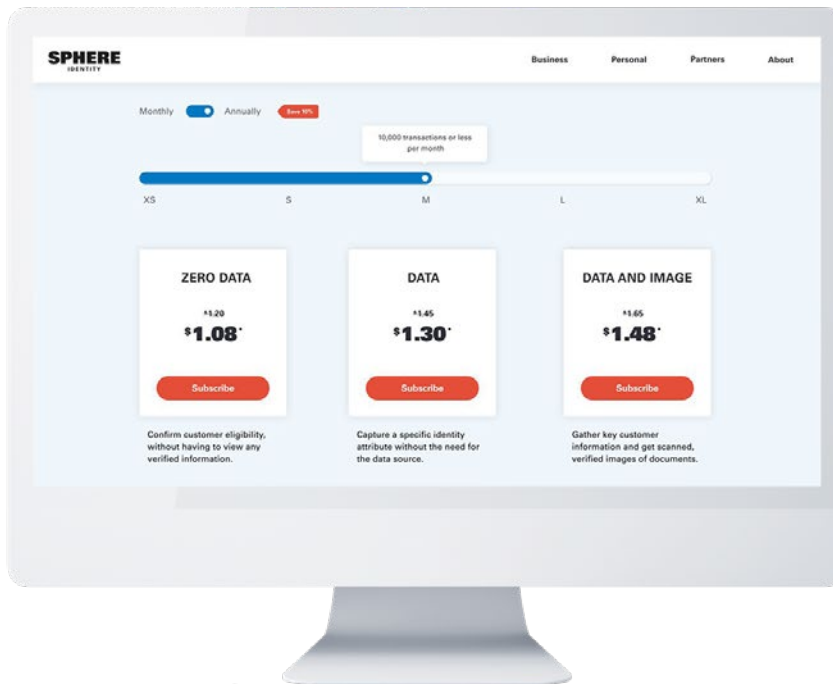 SPHERE
IDENTITY
Business Personal Partners About
Monthly Annually Save 10%
10,000 transactions or less
per month
XS S M L XL
ZERO DATA
$1.20
$1.08*
Subscribe
Confirm customer eligibility,
without having to view any
verified information.
DATA
$1.45
$1.30*
Subscribe
Capture a specific identity
attribute without the need for
the data source.
DATA AND IMAGE
$1.65
$1.48*
Subscribe
Gather key customer
information and get scanned,
verified images of documents.